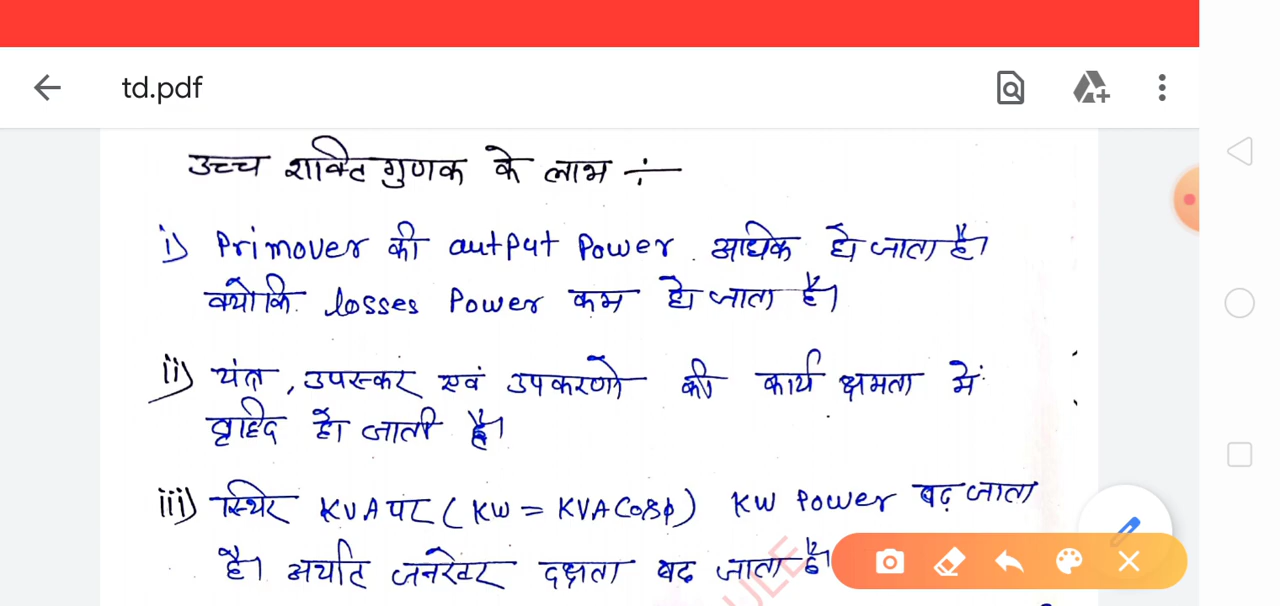 td.pdf
उच्च शक्ति गुणक के लाभ ÷
i) Primover की output Power. अधिक हो जाता है।
क्योकि losses Power कम हो जाता है।
ii) यंत्र, उपस्कर एवं उपकरणो की कार्य क्षमता में
वृद्धि हो जाती है।
iii) स्थिर KVA पर (KW = KVA Cosφ) KW Power बढ़ जाता
है। अर्थात जनरेटर दक्षता बढ जाता है